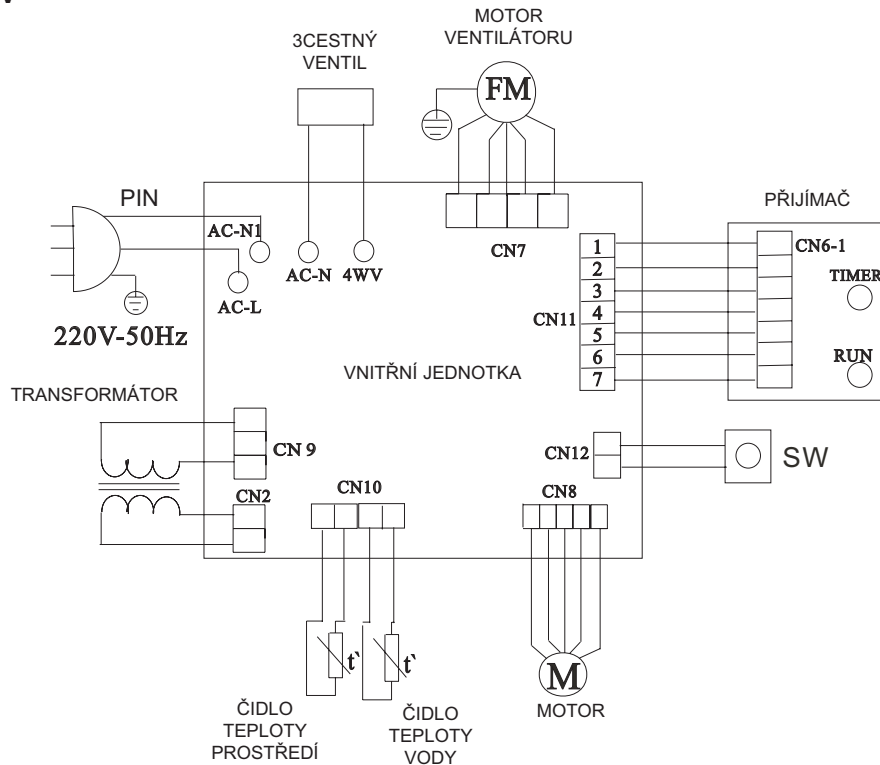 MOTOR
VENTILÁTORU
3CESTNÝ
VENTIL
FM
PIN
PŘIJÍMAČ
AC-N1
AC-N
4WV
AC-L
CN7
220V-50Hz
CN11
1
2
3
4
5
6
7
CN6-1
TIMER
RUN
VNITŘNÍ JEDNOTKA
TRANSFORMÁTOR
CN 9
CN2
CN10
CN8
CN12
SW
t`
t`
M
MOTOR
ČIDLO
TEPLOTY
PROSTŘEDÍ
ČIDLO
TEPLOTY
VODY